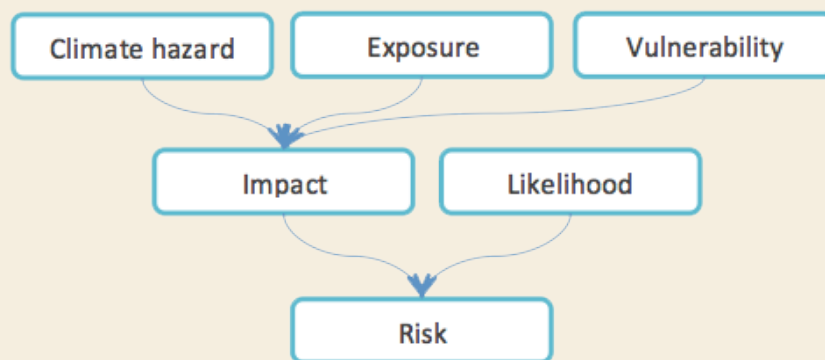 Climate hazard
Exposure
Vulnerability
Impact
Likelihood
Risk